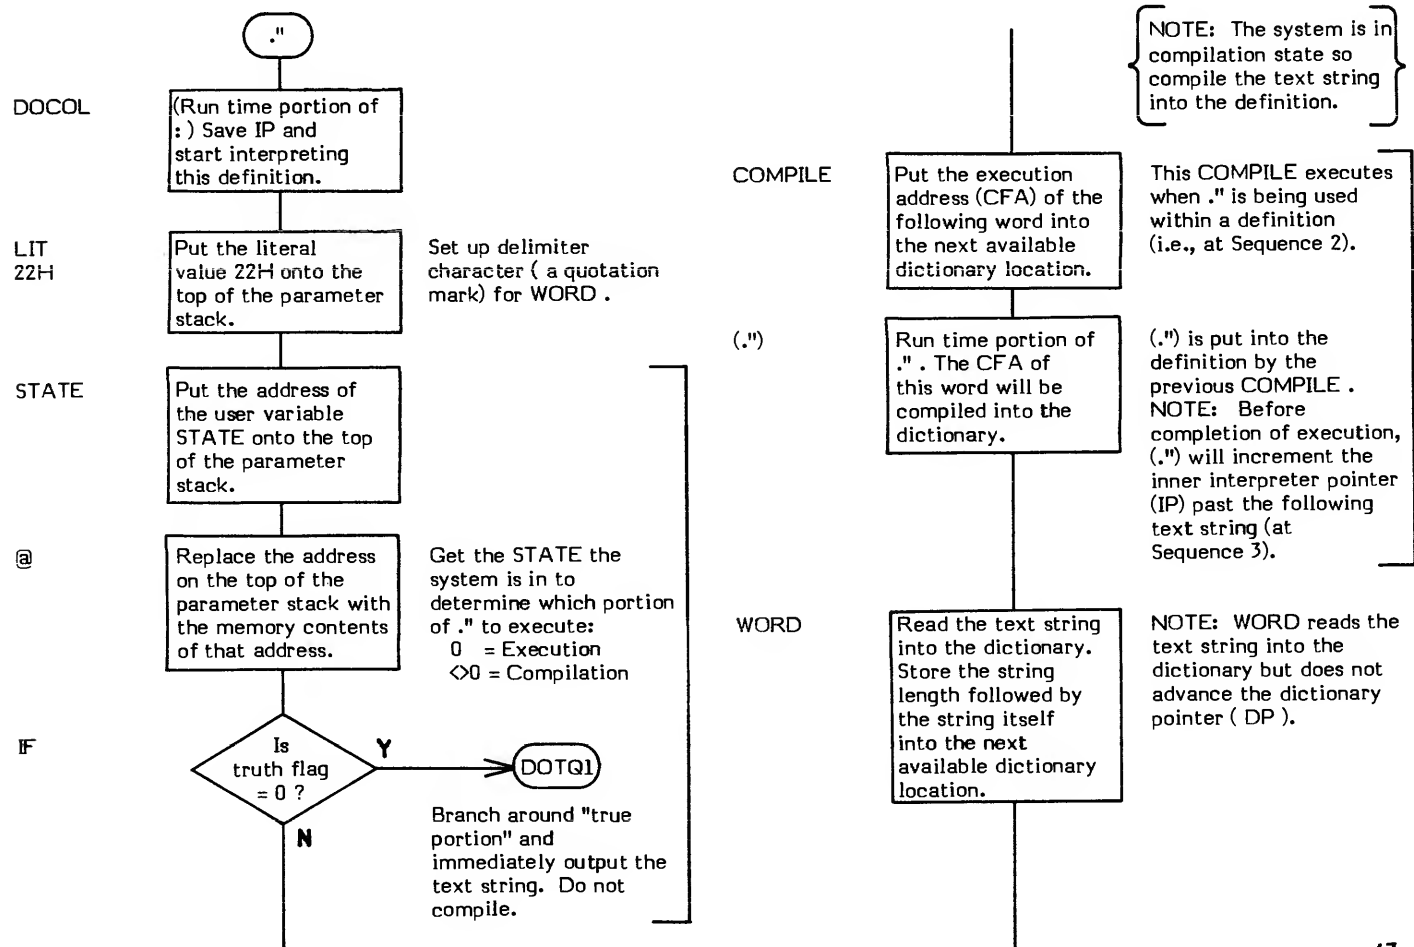 ."
DOCOL
(Run time portion of
: ) Save IP and
start interpreting
this definition.
LIT
22H
Put the literal
value 22H onto the
top of the parameter
stack.
Set up delimiter
character ( a quotation
mark) for WORD .
STATE
Put the address of
the user variable
STATE onto the top
of the parameter
stack.
@
Replace the address
on the top of the
parameter stack with
the memory contents
of that address.
Get the STATE the
system is in to
determine which portion
of ." to execute:
0 = Execution
<>0 = Compilation
IF
Is
truth flag
= 0 ?
Y
DOTQ1
N
Branch around "true
portion" and
immediately output the
text string. Do not
compile.
NOTE: The system is in
compilation state so
compile the text string
into the definition.
COMPILE
Put the execution
address (CFA) of the
following word into
the next available
dictionary location.
This COMPILE executes
when ." is being used
within a definition
(i.e., at Sequence 2).
(.")
Run time portion of
." . The CFA of
this word will be
compiled into the
dictionary.
(.") is put into the
definition by the
previous COMPILE .
NOTE: Before
completion of execution,
(.") will increment the
inner interpreter pointer
(IP) past the following
text string (at
Sequence 3).
WORD
Read the text string
into the dictionary.
Store the string
length followed by
the string itself
into the next
available dictionary
location.
NOTE: WORD reads the
text string into the
dictionary but does not
advance the dictionary
pointer ( DP ).